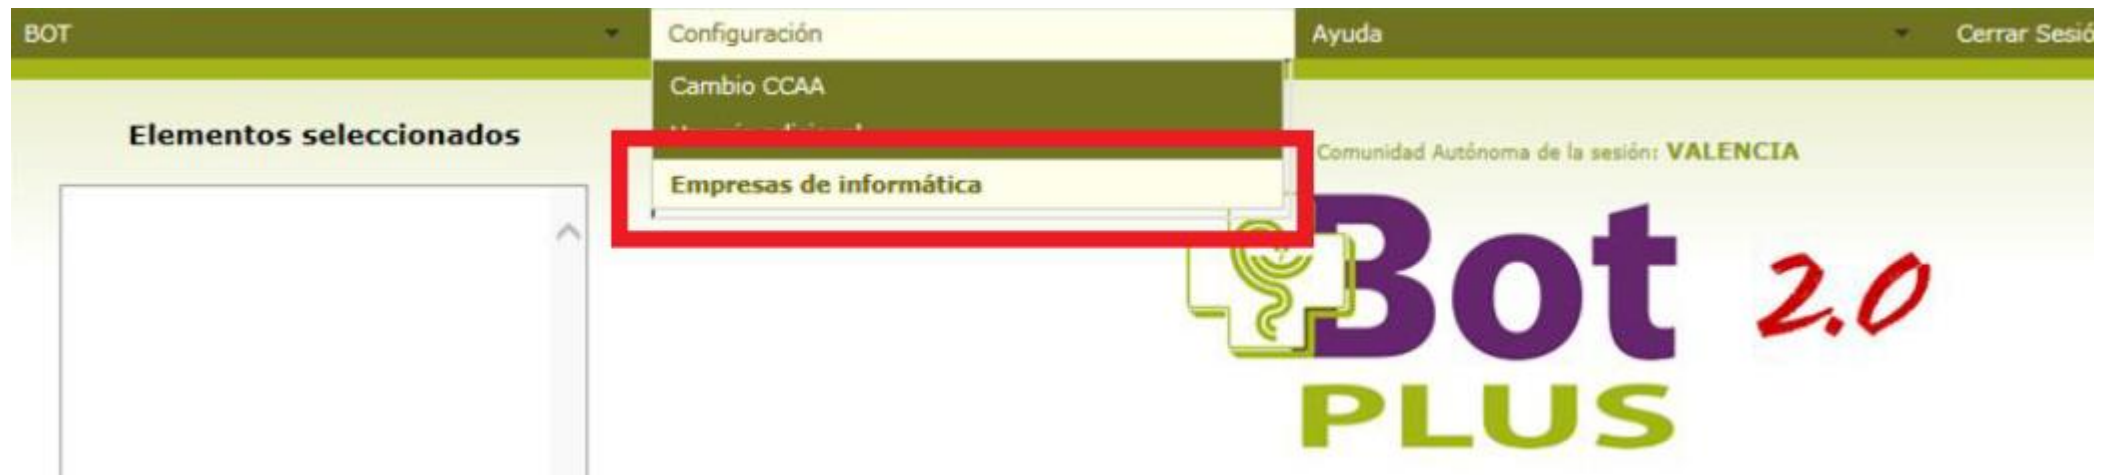 BOT Configuración Ayuda Cerrar Sesió
Cambio CCAA
Elementos seleccionados
Comunidad Autónoma de la sesión: VALENCIA
Empresas de informática
Bot 2.0
PLUS